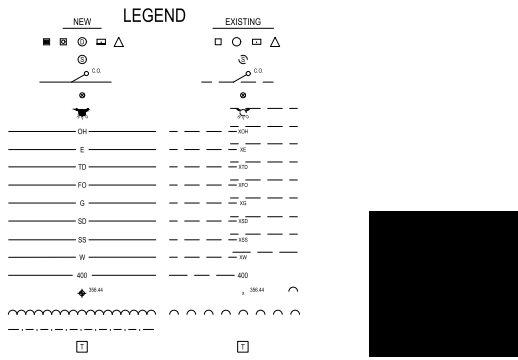 LEGEND
NEW EXISTING
D
S S
C.O. C.O.
OH XOH
E XE
TD XTD
FO XFO
G XG
SD XSD
SS XSS
W XW
400 400
356.44 x 356.44
T T